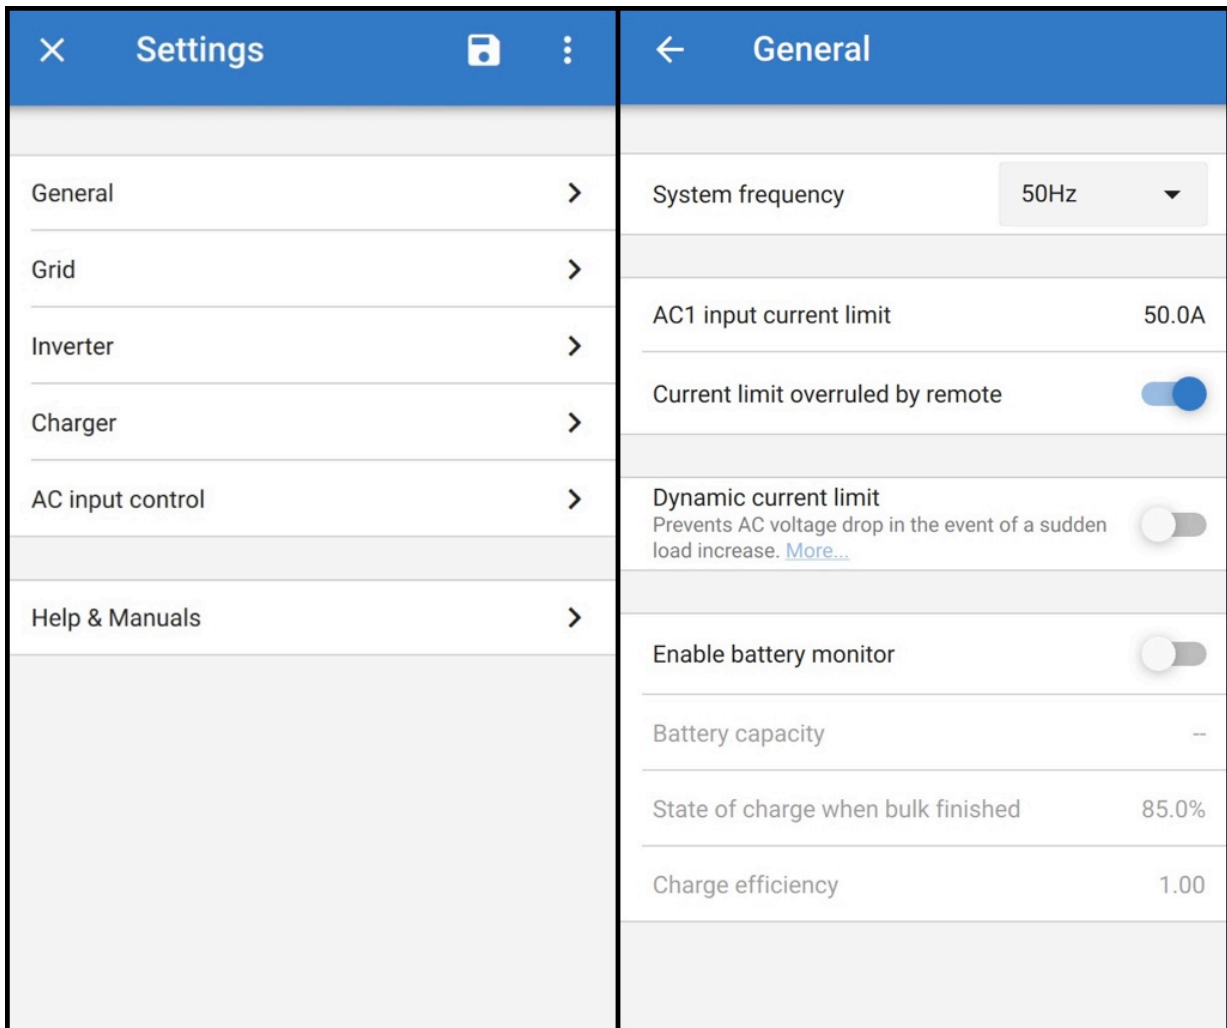 Settings
General
Grid
Inverter
Charger
AC input control
Help & Manuals
General
System frequency 50Hz
AC1 input current limit 50.0A
Current limit overruled by remote
Dynamic current limit
Prevents AC voltage drop in the event of a sudden
load increase. More...
Enable battery monitor
Battery capacity --
State of charge when bulk finished 85.0%
Charge efficiency 1.00